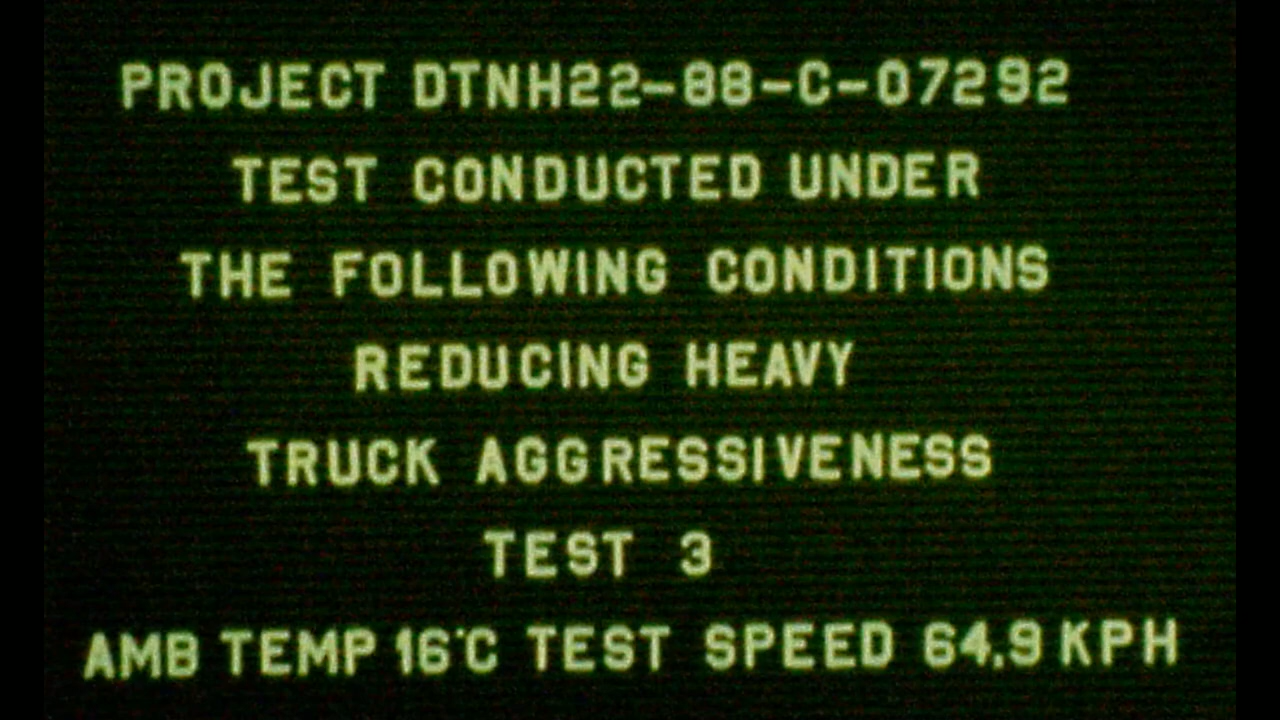 PROJECT DTNH22-88-C-07292
TEST CONDUCTED UNDER
THE FOLLOWING CONDITIONS
REDUCING HEAVY
TRUCK AGGRESSIVENESS
TEST 3
AMB TEMP 16°C TEST SPEED 64.9 KPH